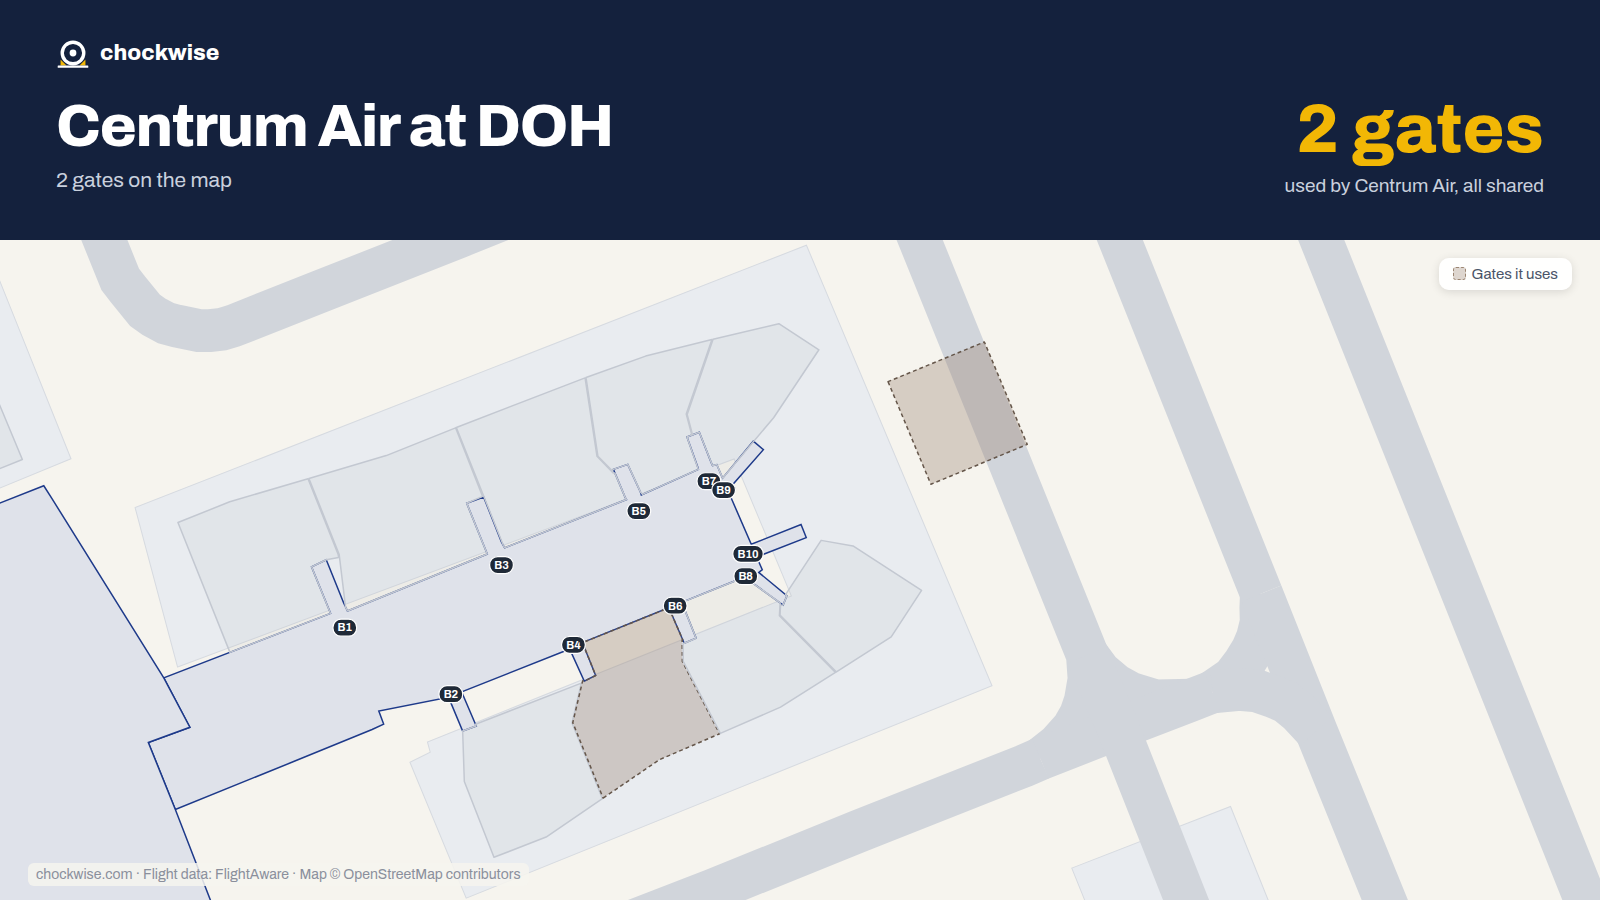 chockwise
Centrum Air at DOH
2 gates on the map
2 gates
used by Centrum Air, all shared
Gates it uses
B7
B9
B5
B10
B3
B8
B6
B1
B4
B2
chockwise.com · Flight data: FlightAware · Map © OpenStreetMap contributors